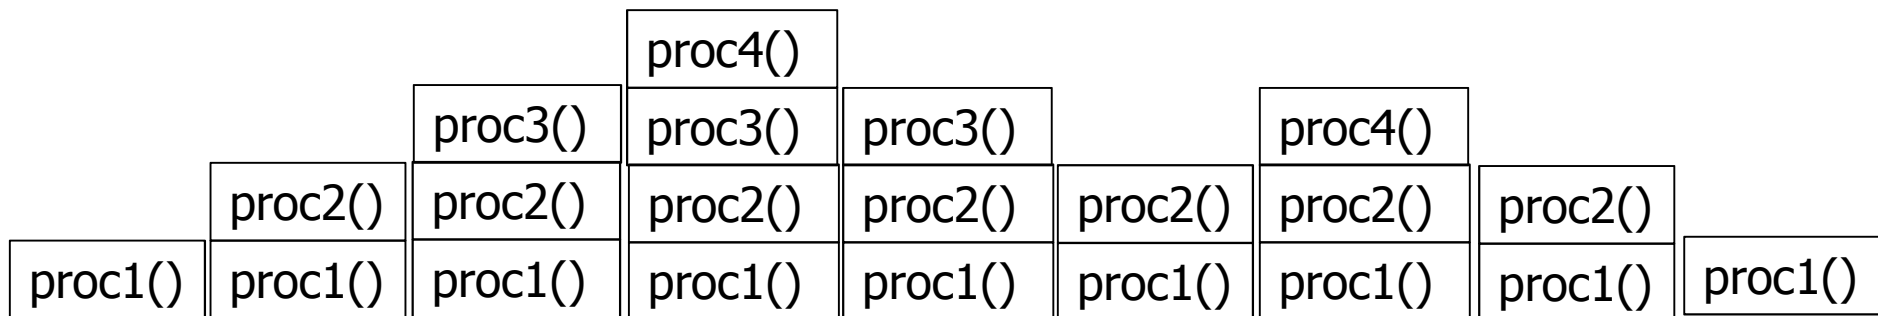 proc4()
proc3() proc3() proc3() proc4()
proc2() proc2() proc2() proc2() proc2() proc2() proc2()
proc1() proc1() proc1() proc1() proc1() proc1() proc1() proc1() proc1()